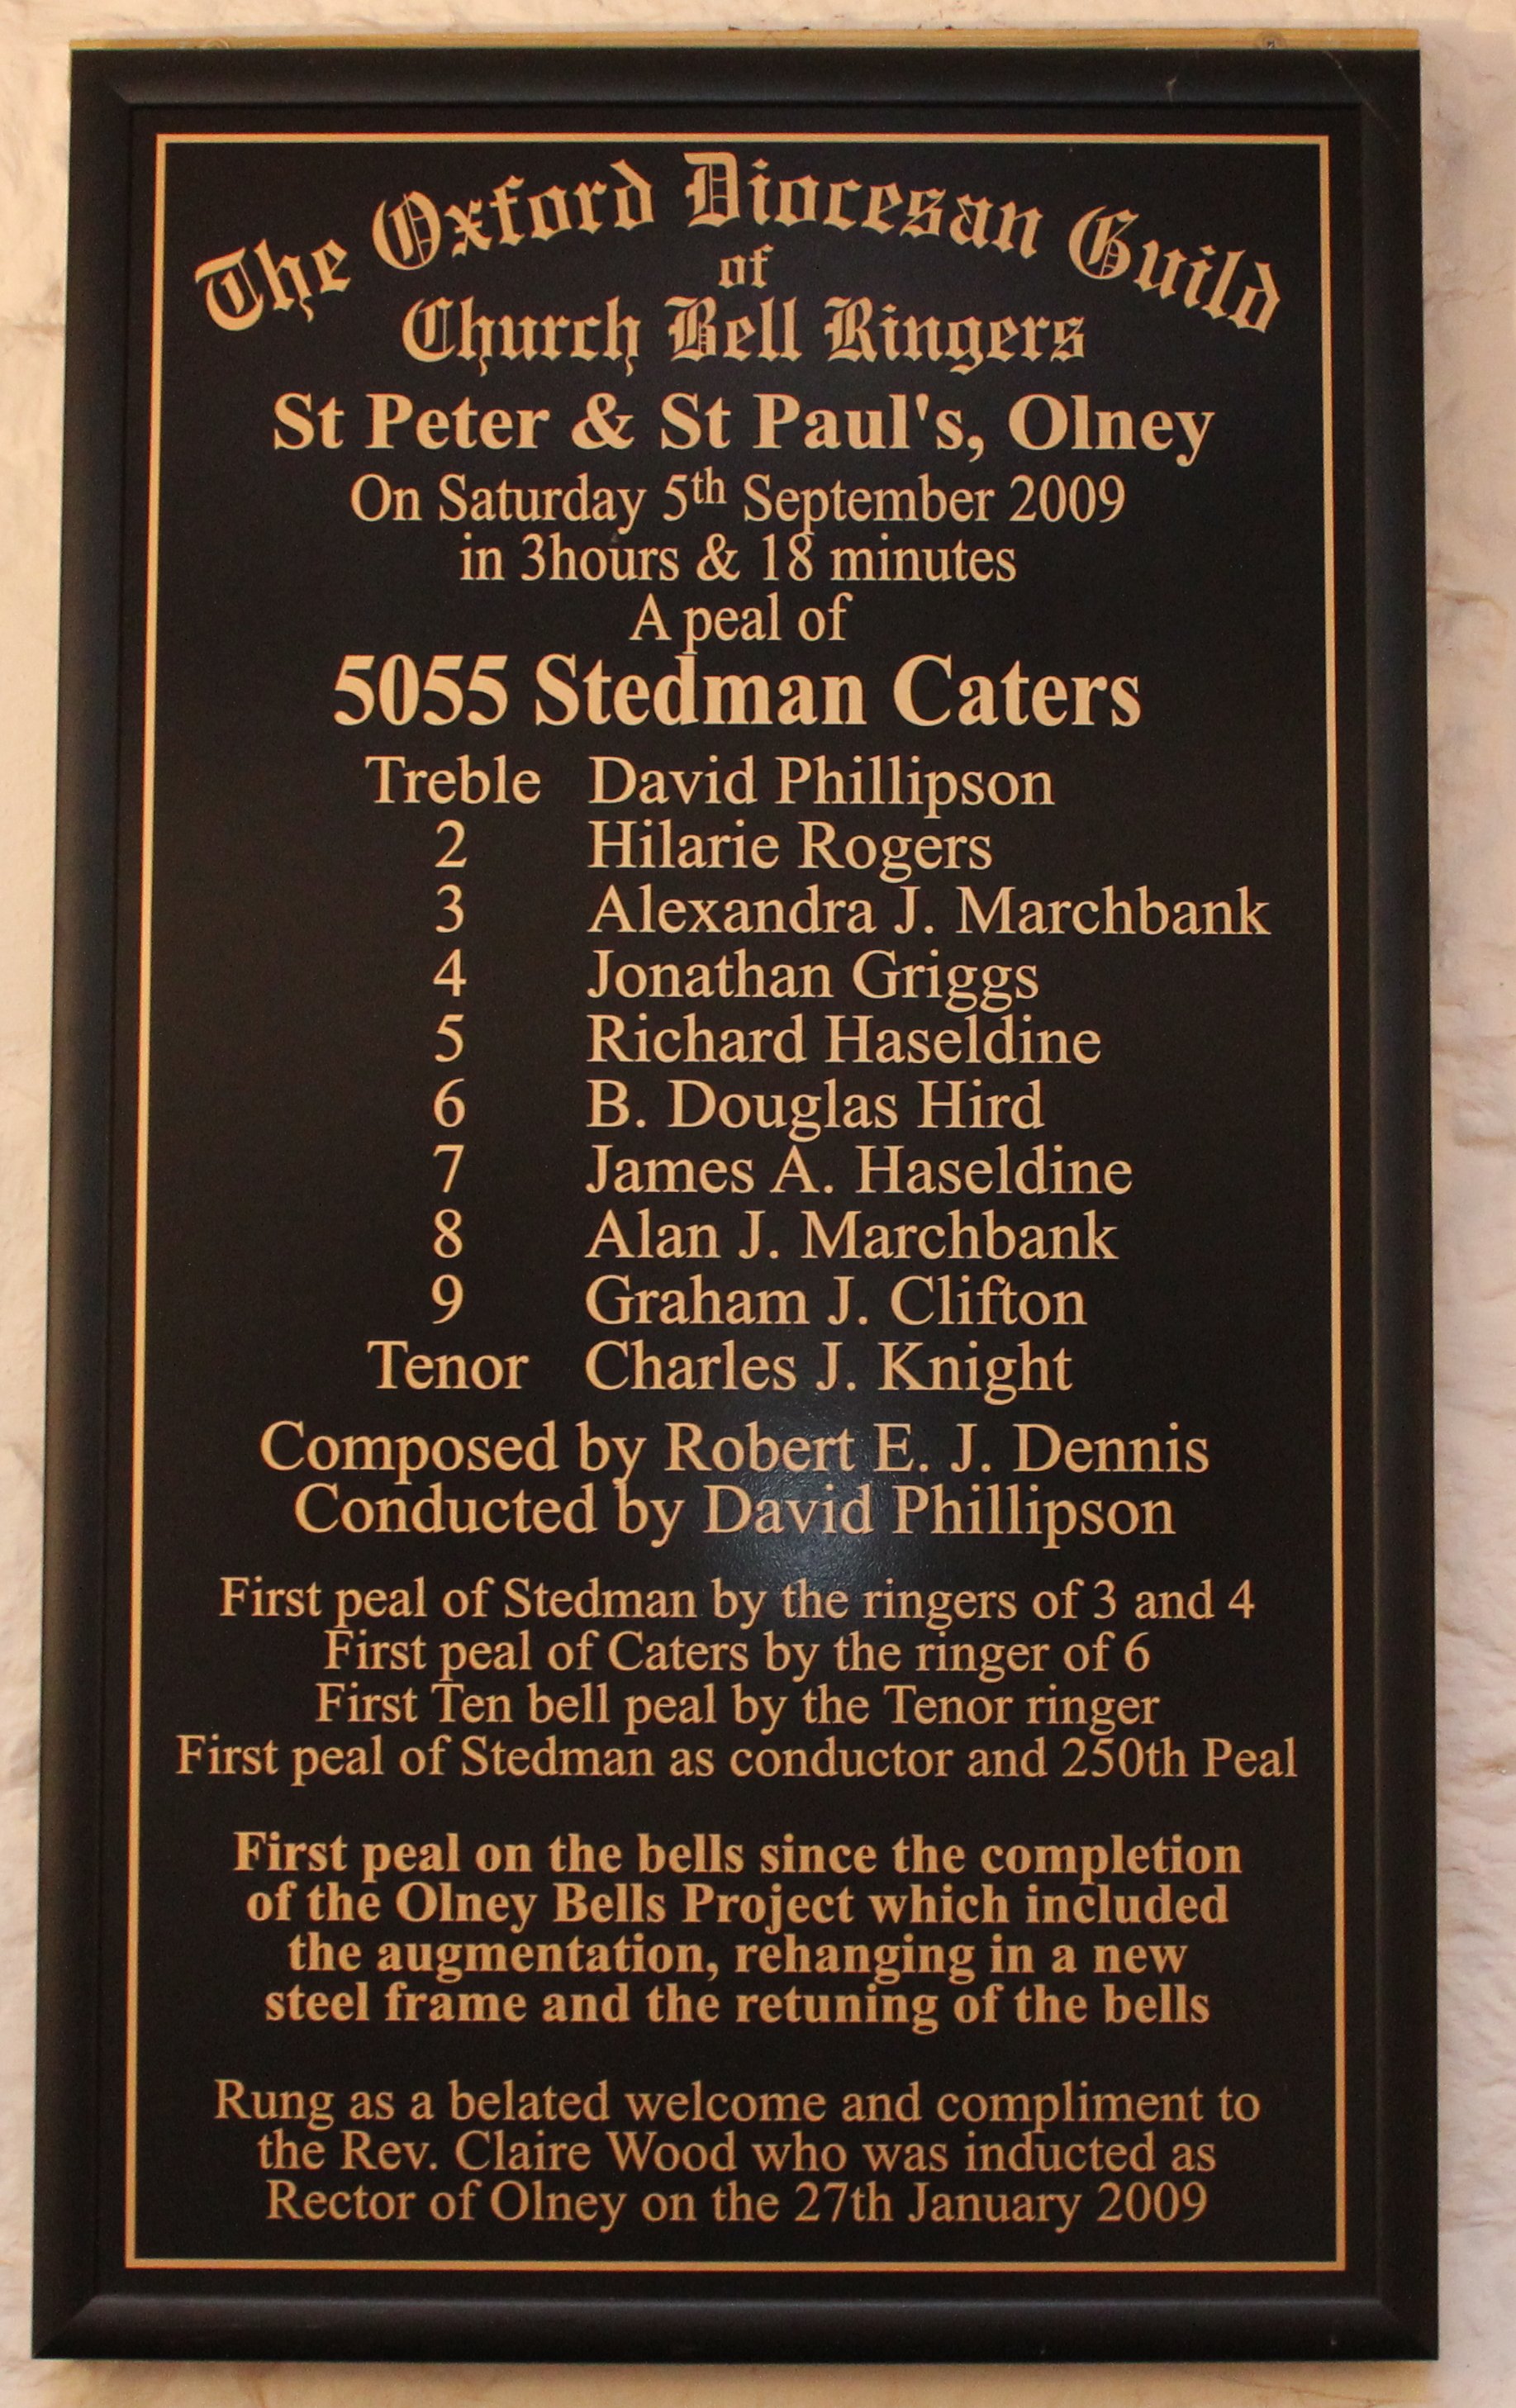 The Oxford Diocesan Guild
of
Church Bell Ringers
St Peter & St Paul's, Olney
On Saturday 5th September 2009
in 3hours & 18 minutes
A peal of
5055 Stedman Caters
Treble David Phillipson
2 Hilarie Rogers
3 Alexandra J. Marchbank
4 Jonathan Griggs
5 Richard Haseldine
6 B. Douglas Hird
7 James A. Haseldine
8 Alan J. Marchbank
9 Graham J. Clifton
Tenor Charles J. Knight
Composed by Robert E. J. Dennis
Conducted by David Phillipson
First peal of Stedman by the ringers of 3 and 4
First peal of Caters by the ringer of 6
First Ten bell peal by the Tenor ringer
First peal of Stedman as conductor and 250th Peal
First peal on the bells since the completion
of the Olney Bells Project which included
the augmentation, rehanging in a new
steel frame and the retuning of the bells
Rung as a belated welcome and compliment to
the Rev. Claire Wood who was inducted as
Rector of Olney on the 27th January 2009